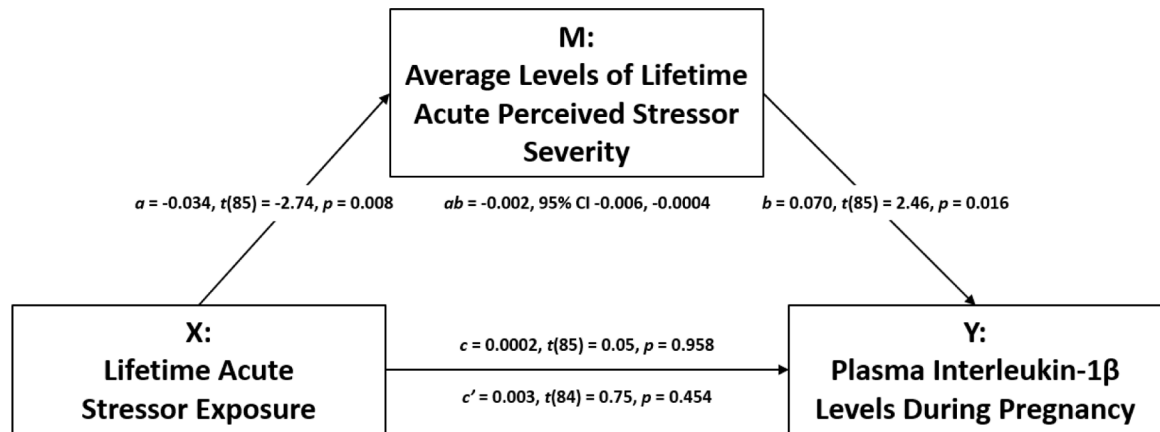 M:
Average Levels of Lifetime
Acute Perceived Stressor
Severity
a = -0.034, t(85) = -2.74, p = 0.008
ab = -0.002, 95% CI -0.006, -0.0004
b = 0.070, t(85) = 2.46, p = 0.016
X:
Lifetime Acute
Stressor Exposure
c = 0.0002, t(85) = 0.05, p = 0.958
c’ = 0.003, t(84) = 0.75, p = 0.454
Y:
Plasma Interleukin-1β
Levels During Pregnancy